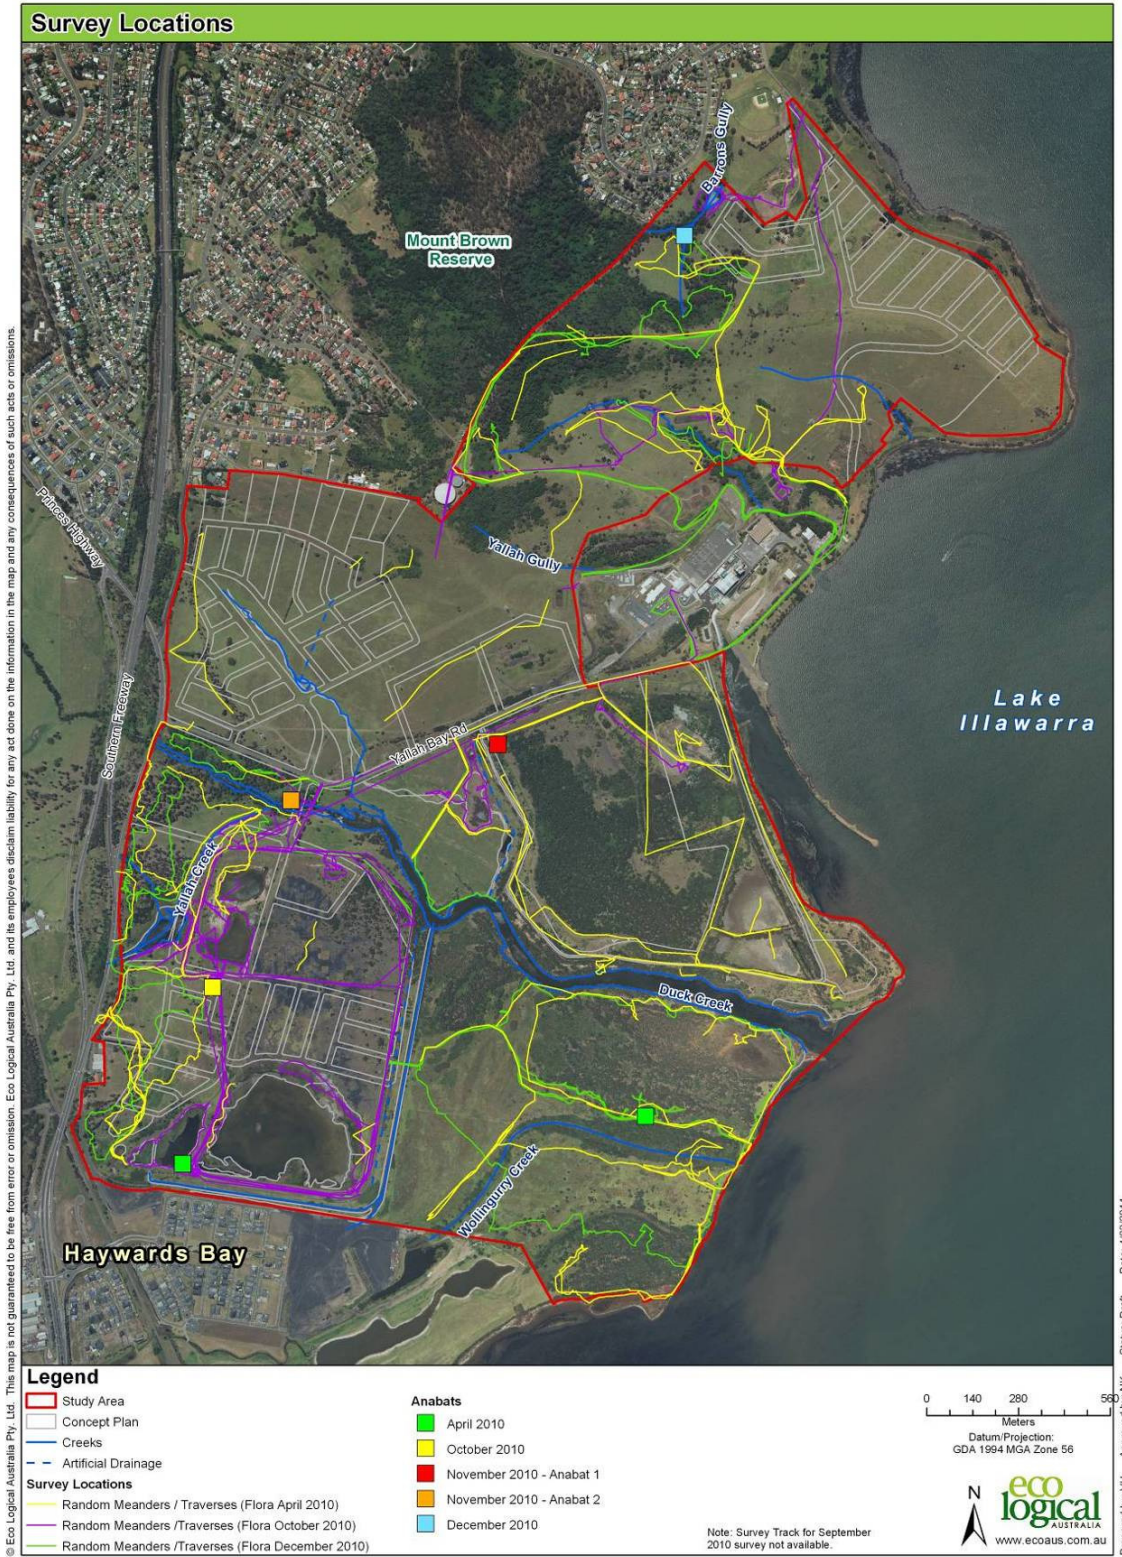 Survey Locations
Barrons Gully
Mount Brown
Reserve
Princes Highway
Yallah Gully
Southern Freeway
Lake
Illawarra
Yallah Bay Rd
Yallah Creek
Duck Creek
Wollingurry Creek
Haywards Bay
© Eco Logical Australia Pty. Ltd. This map is not guaranteed to be free from error or omission. Eco Logical Australia Pty. Ltd. and its employees disclaim liability for any act done on the information in the map and any consequences of such acts or omissions.
Legend
Study Area
Concept Plan
Creeks
Artificial Drainage
Survey Locations
Random Meanders / Traverses (Flora April 2010)
Random Meanders /Traverses (Flora October 2010)
Random Meanders /Traverses (Flora December 2010)
Anabats
April 2010
October 2010
November 2010 - Anabat 1
November 2010 - Anabat 2
December 2010
0 140 280 560
Meters
Datum/Projection:
GDA 1994 MGA Zone 56
N
eco
logical
AUSTRALIA
www.ecoaus.com.au
Note: Survey Track for September
2010 survey not available.